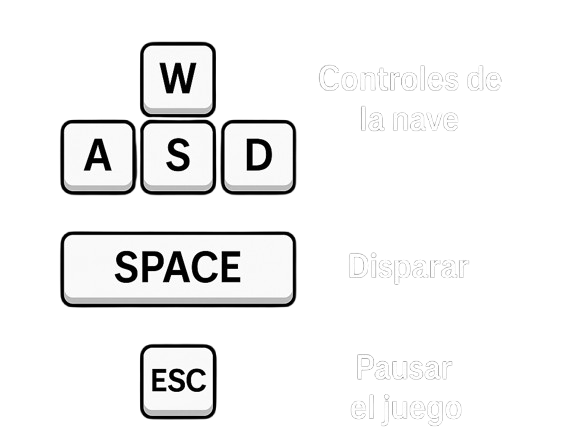 W
Controles de
la nave
A S D
SPACE
Disparar
ESC
Pausar
el juego